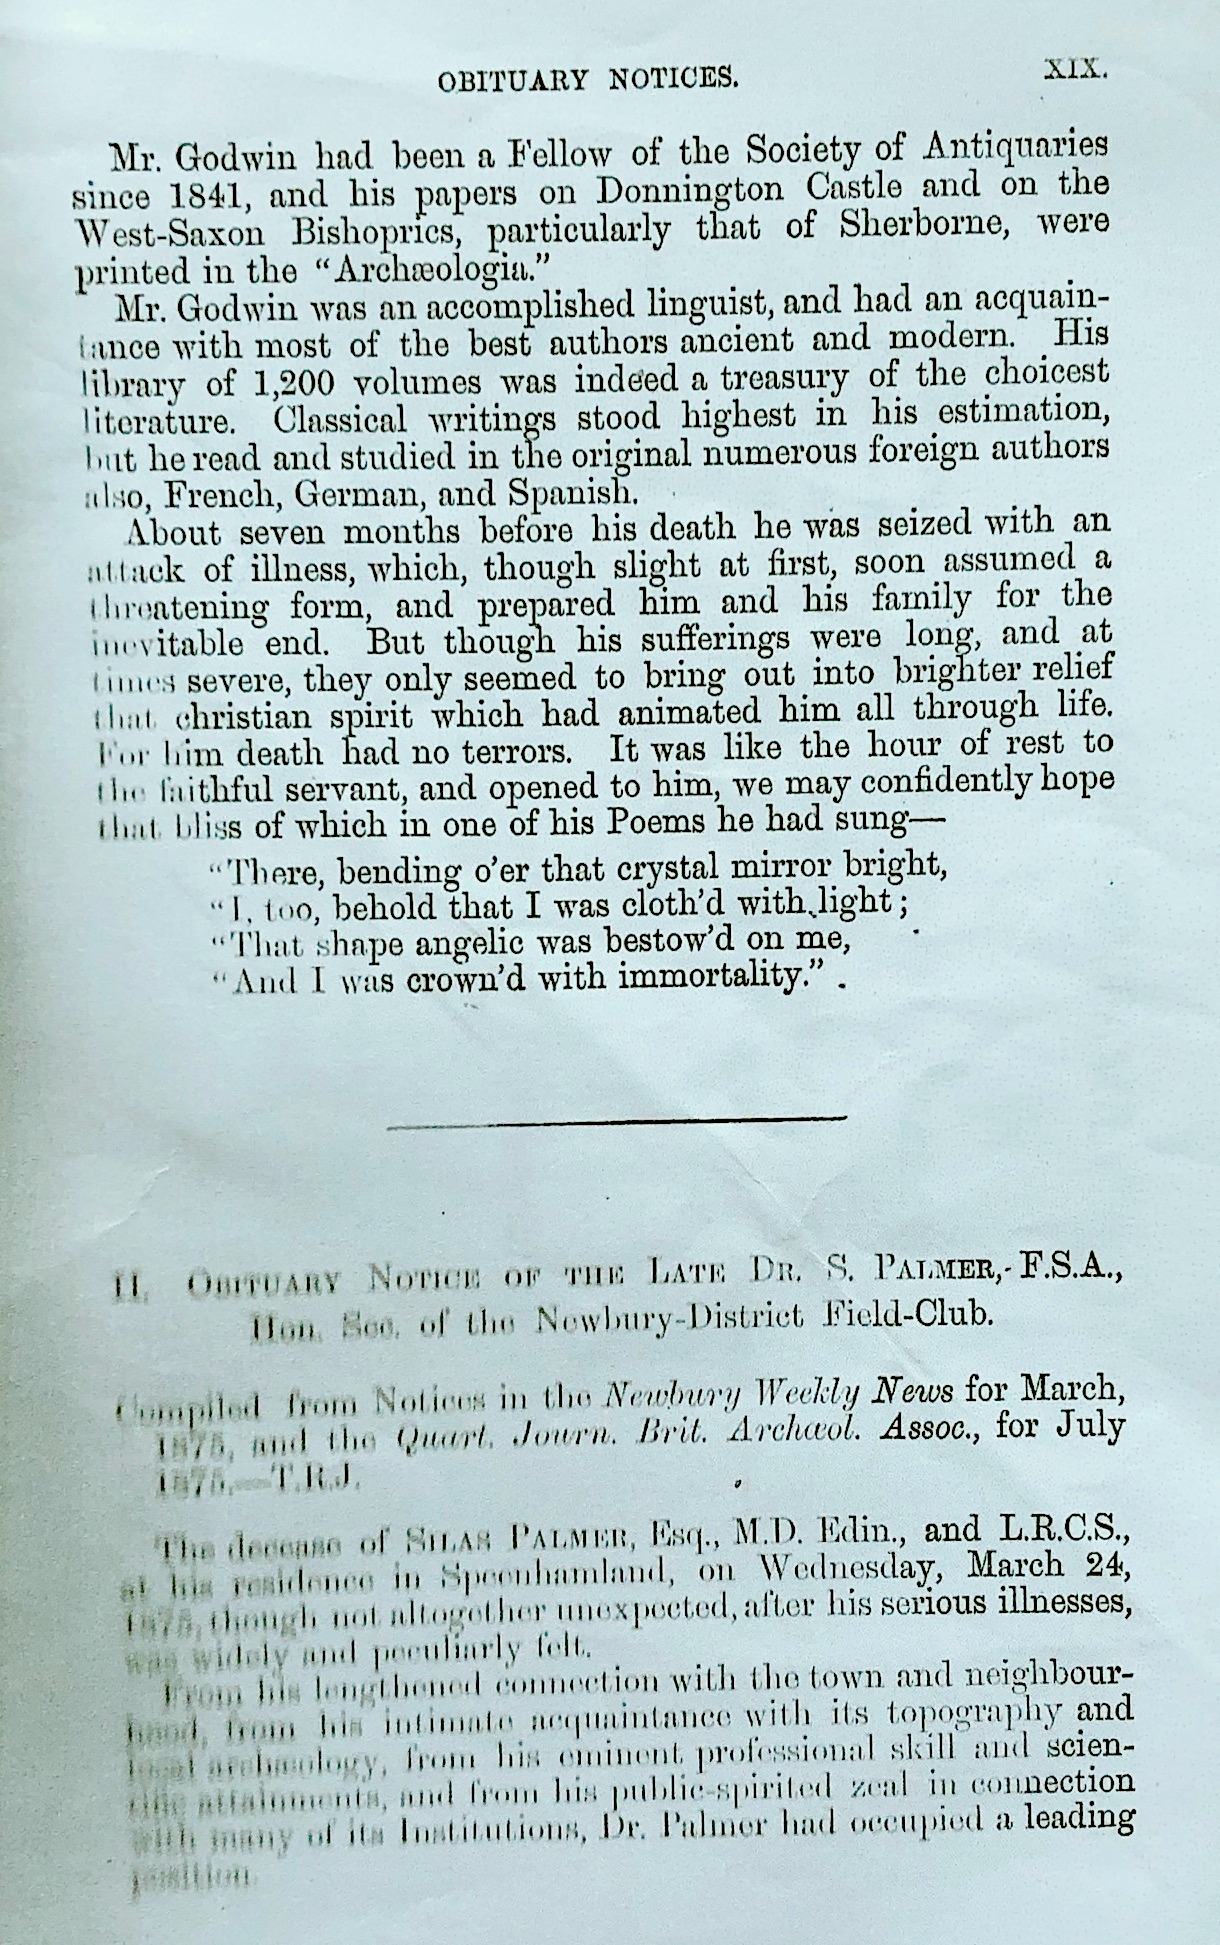 OBITUARY NOTICES. XIX.
Mr. Godwin had been a Fellow of the Society of Antiquaries
since 1841, and his papers on Donnington Castle and on the
West-Saxon Bishoprics, particularly that of Sherborne, were
printed in the “Archæologia.”
Mr. Godwin was an accomplished linguist, and had an acquain-
tance with most of the best authors ancient and modern. His
library of 1,200 volumes was indeed a treasury of the choicest
literature. Classical writings stood highest in his estimation,
but he read and studied in the original numerous foreign authors
also, French, German, and Spanish.
About seven months before his death he was seized with an
attack of illness, which, though slight at first, soon assumed a
threatening form, and prepared him and his family for the
inevitable end. But though his sufferings were long, and at
times severe, they only seemed to bring out into brighter relief
that christian spirit which had animated him all through life.
For him death had no terrors. It was like the hour of rest to
the faithful servant, and opened to him, we may confidently hope
that bliss of which in one of his Poems he had sung—
“There, bending o’er that crystal mirror bright,
“I, too, behold that I was cloth’d with light;
“That shape angelic was bestow’d on me,
“And I was crown’d with immortality.”
II. OBITUARY NOTICE OF THE LATE DR. S. PALMER, F.S.A.,
Hon. Sec. of the Newbury-District Field-Club.
Compiled from Notices in the Newbury Weekly News for March,
1875, and the Quart. Journ. Brit. Archæol. Assoc., for July
1875.—T.R.J.
The decease of SILAS PALMER, Esq., M.D. Edin., and L.R.C.S.,
at his residence in Speenhamland, on Wednesday, March 24,
1875, though not altogether unexpected, after his serious illnesses,
was widely and peculiarly felt.
From his lengthened connection with the town and neighbour-
hood, from his intimate acquaintance with its topography and
local archæology, from his eminent professional skill and scien-
tific attainments, and from his public-spirited zeal in connection
with many of its Institutions, Dr. Palmer had occupied a leading
position.